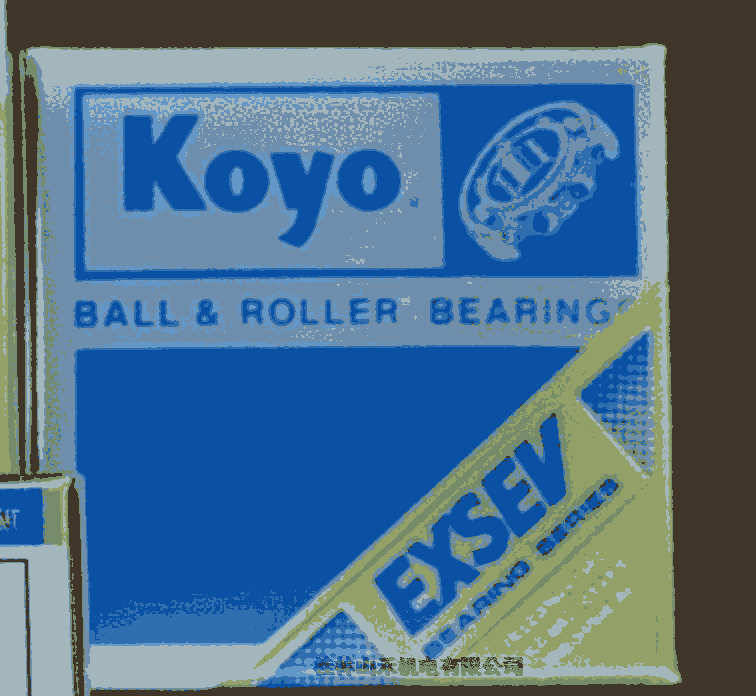 Koyo
BALL & ROLLER BEARINGS
EXSEV
BEARING SERIES